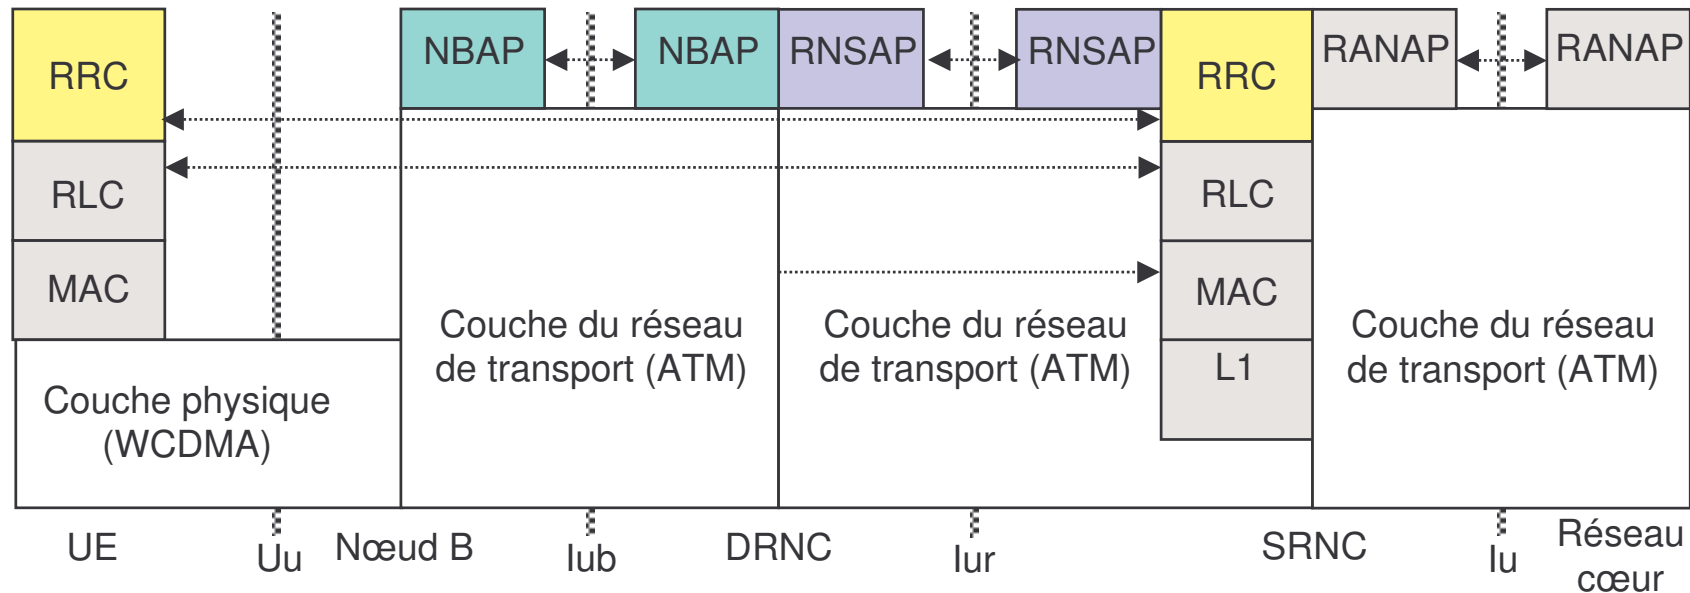 RRC
NBAP
NBAP
RNSAP
RNSAP
RRC
RANAP
RANAP
RLC
RLC
MAC
MAC
Couche du réseau
de transport (ATM)
Couche du réseau
de transport (ATM)
Couche du réseau
de transport (ATM)
L1
Couche physique
(WCDMA)
UE
Uu
Nœud B
Iub
DRNC
Iur
SRNC
Iu
Réseau
cœur